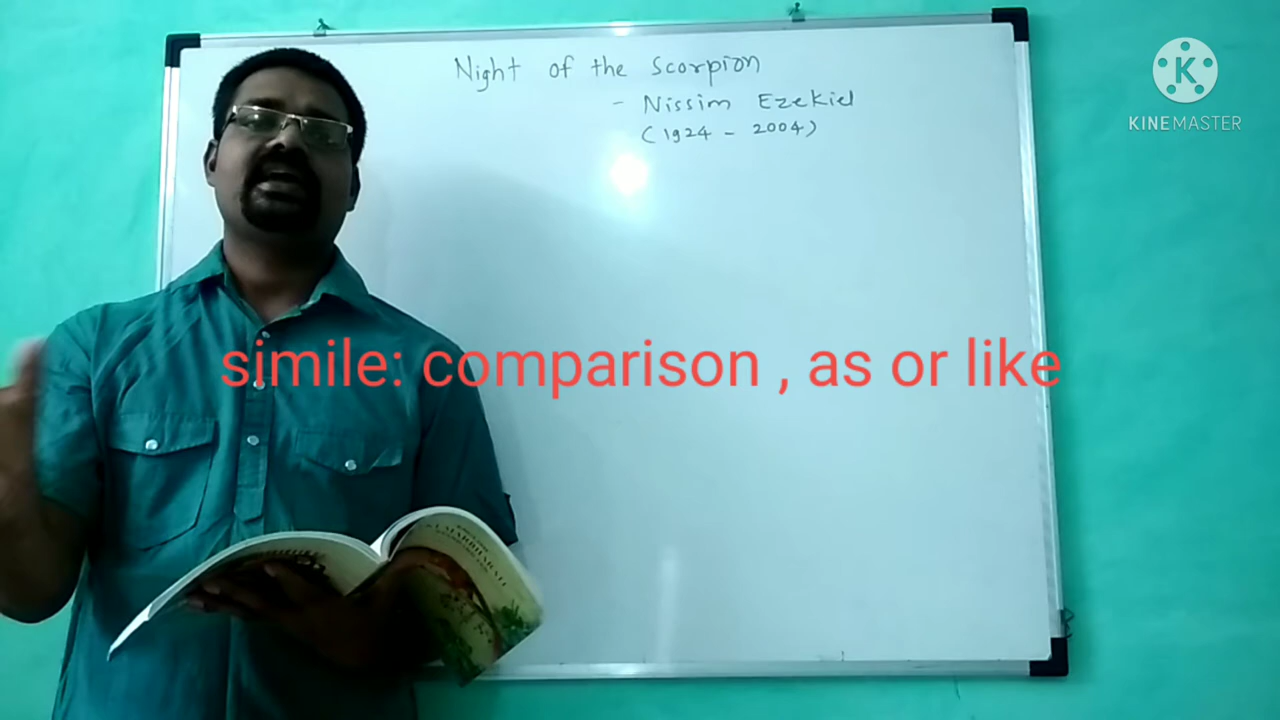 Night of the Scorpion
- Nissim Ezekiel
(1924 - 2004)
KINEMASTER
simile: comparison , as or like